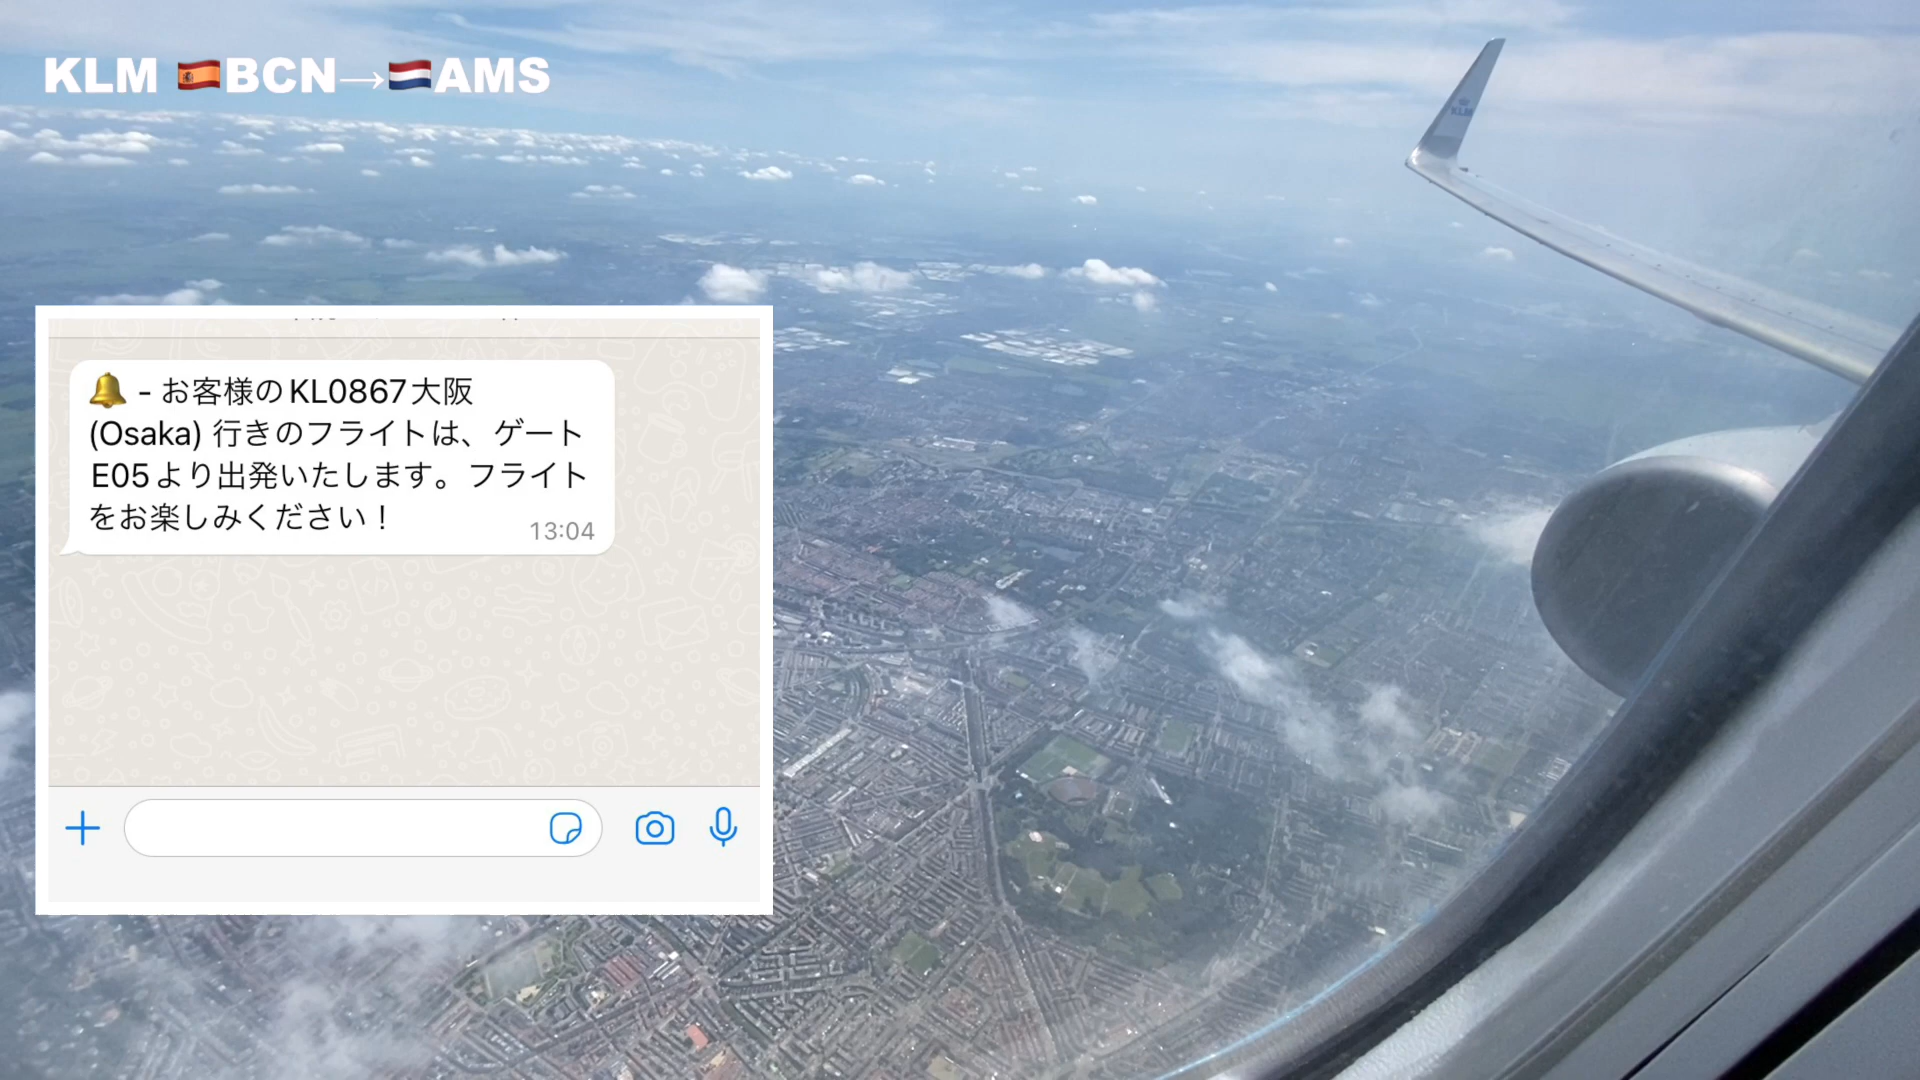 KLM 🇪🇸BCN→🇳🇱AMS
KLM
🔔 - お客様のKL0867大阪
(Osaka) 行きのフライトは、ゲート
E05より出発いたします。フライト
をお楽しみください！
13:04